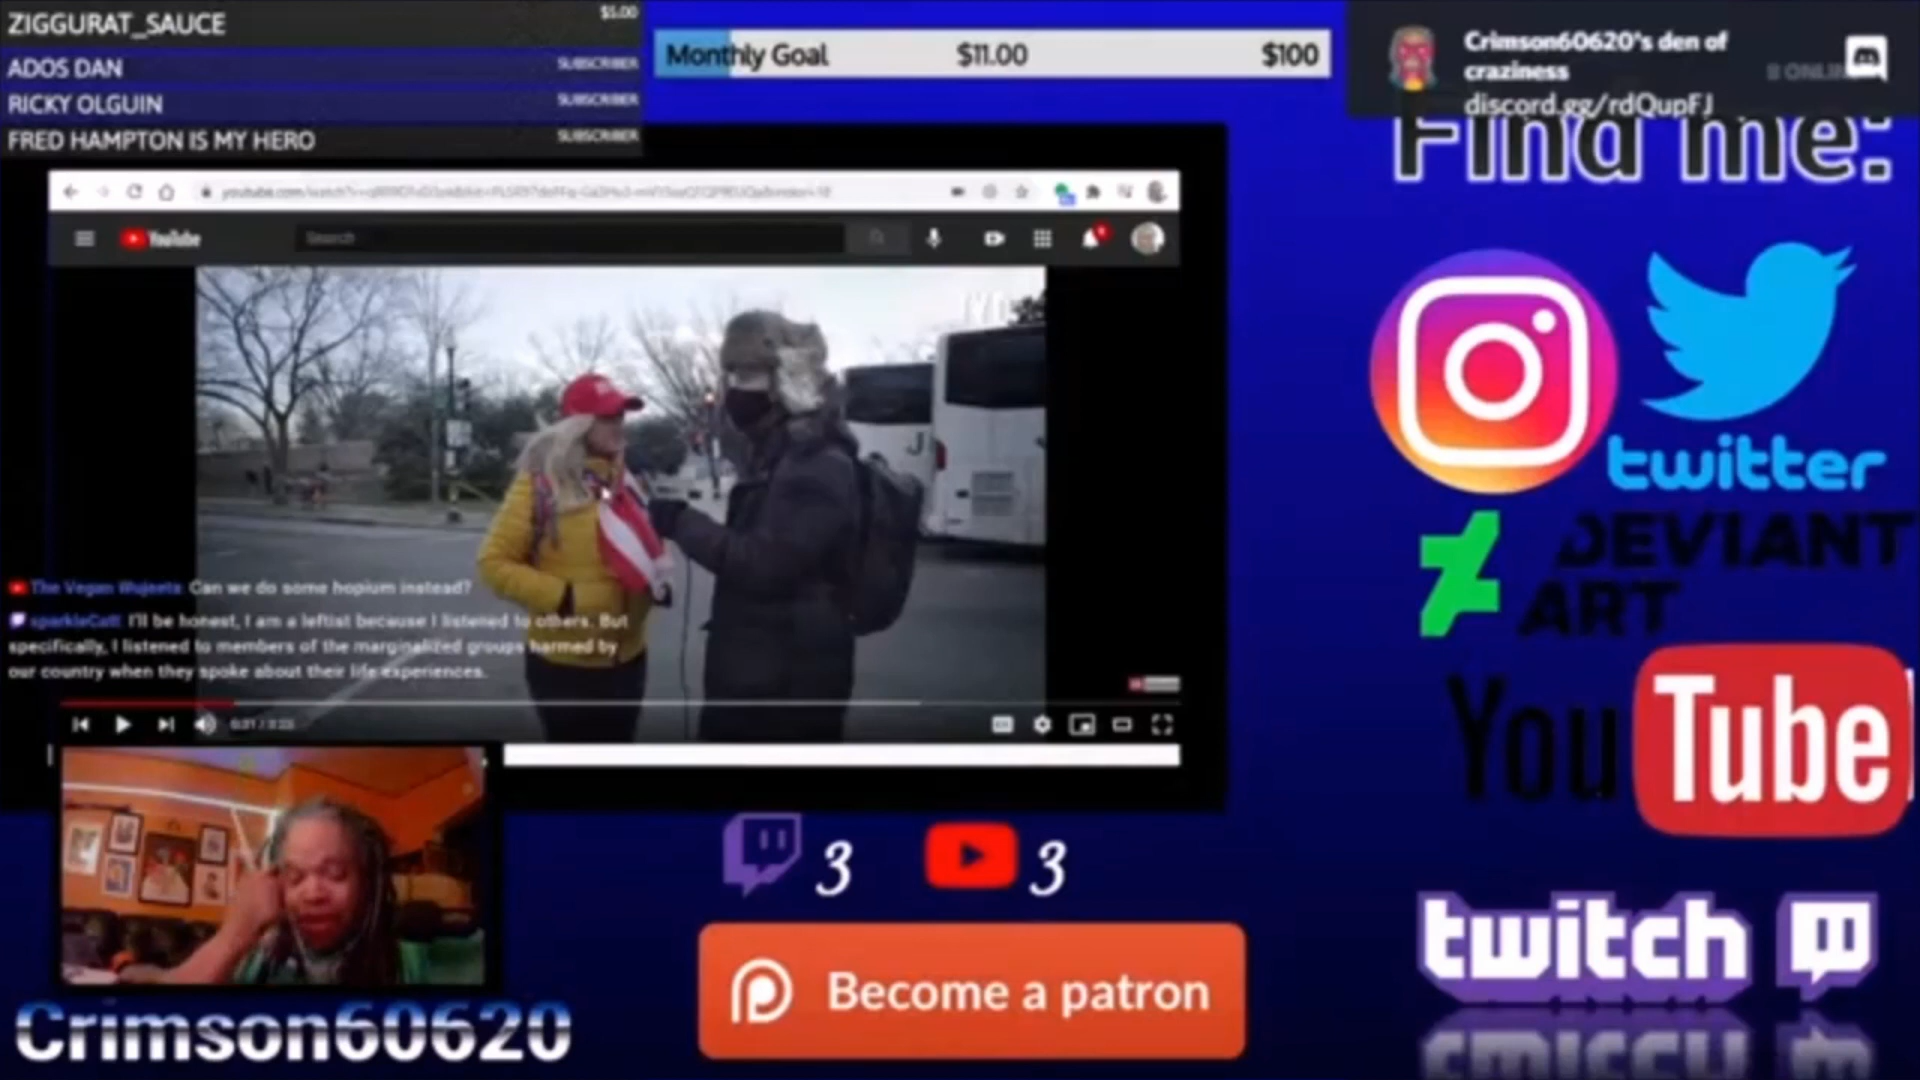 ZIGGURAT_SAUCE $5.00
ADOS DAN SUBSCRIBER
RICKY OLGUIN SUBSCRIBER
FRED HAMPTON IS MY HERO SUBSCRIBER
Monthly Goal $11.00 $100
Crimson60620's den of
craziness
discord.gg/rdQupFJ
Find me:
YouTube
Search
twitter
DEVIANT
ART
The Vegan Can we do some hopium instead?
sparkleCatt I'll be honest, I am a leftist because I listened to others. But
specifically, I listened to members of the marginalized groups harmed by
our country when they spoke about their life experiences.
YouTube
3 3
twitch
Become a patron
Crimson60620